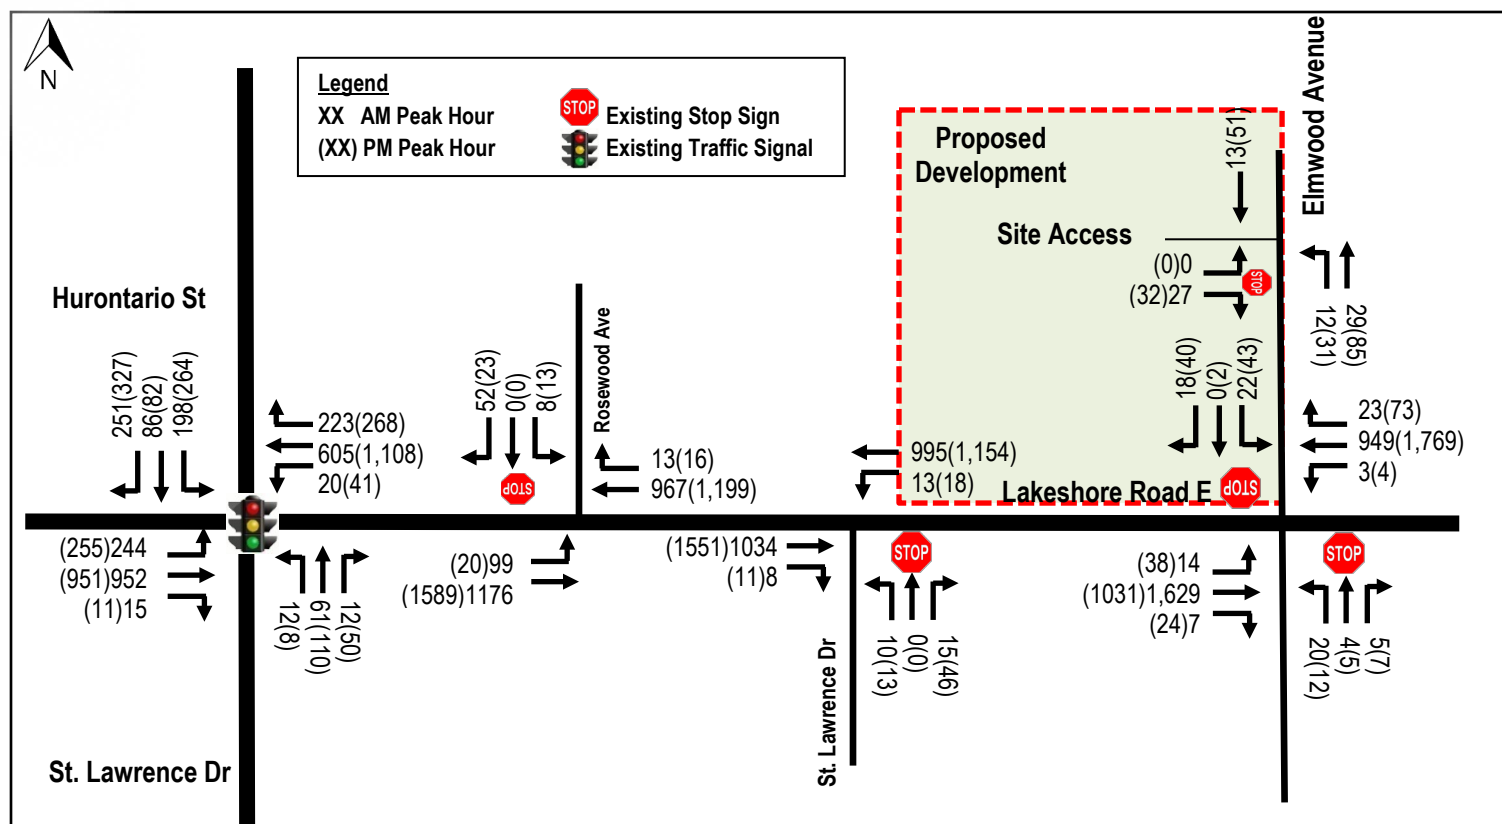 N
Legend
XX AM Peak Hour
(XX) PM Peak Hour
STOP Existing Stop Sign
Existing Traffic Signal
Proposed
Development
13(51)
Elmwood Avenue
Site Access
(0)0
(32)27
STOP
12(31)
29(85)
Hurontario St
251(327)
86(82)
198(264)
223(268)
605(1,108)
20(41)
52(23)
0(0)
8(13)
STOP
Rosewood Ave
13(16)
967(1,199)
995(1,154)
13(18)
18(40)
0(2)
22(43)
Lakeshore Road E
STOP
23(73)
949(1,769)
3(4)
(255)244
(951)952
(11)15
12(8)
61(110)
12(50)
(20)99
(1589)1176
(1551)1034
(11)8
STOP
10(13)
0(0)
15(46)
(38)14
(1031)1,629
(24)7
STOP
20(12)
4(5)
5(7)
St. Lawrence Dr
St. Lawrence Dr